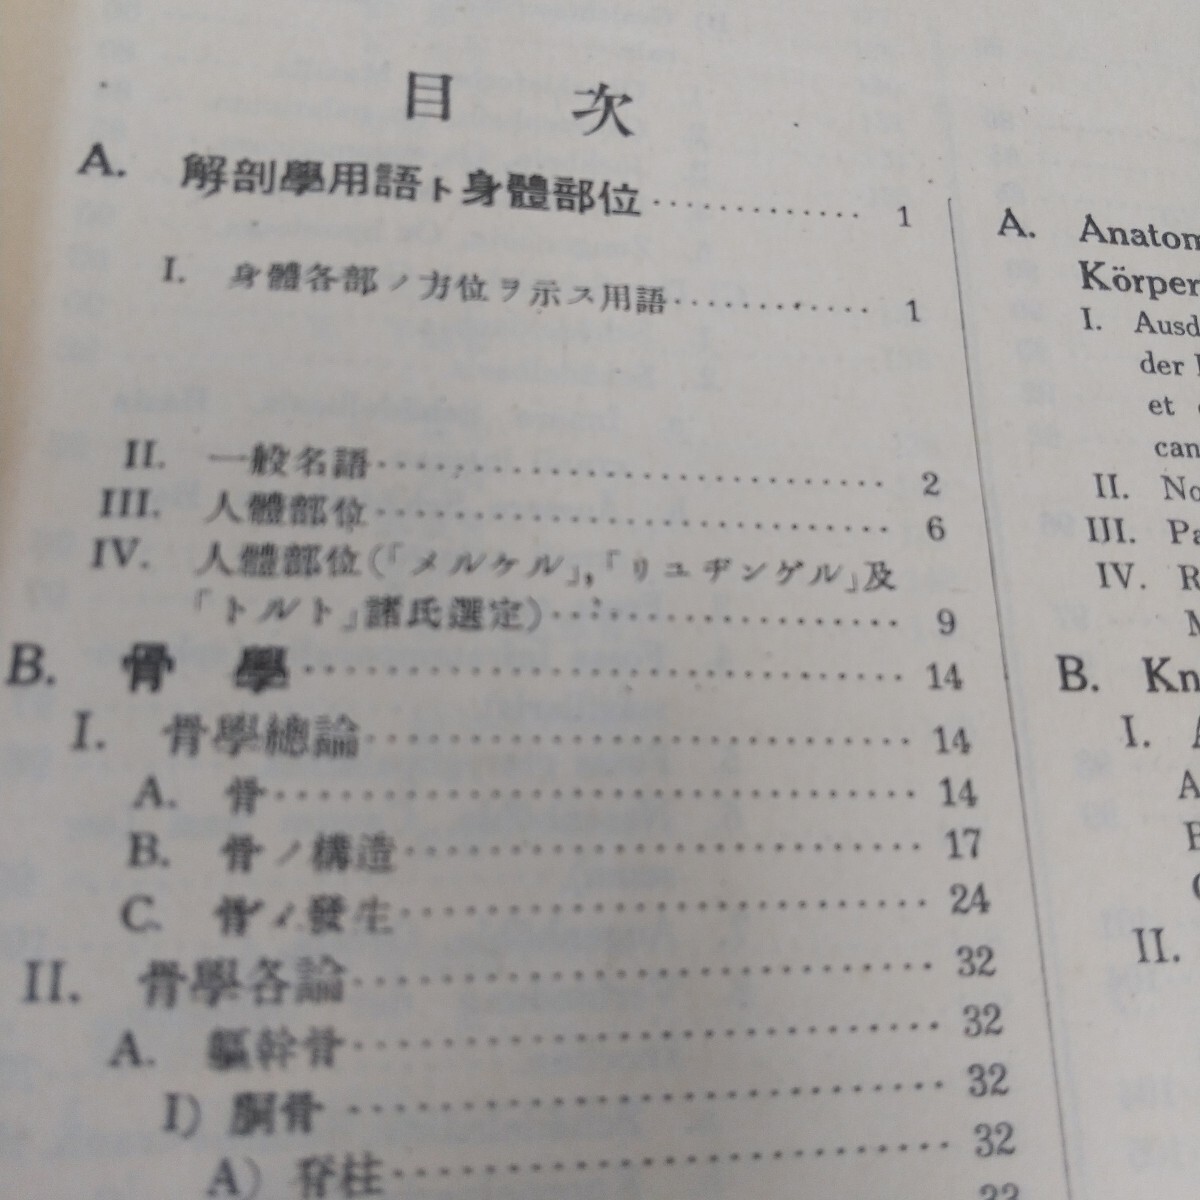 目次
A. 解剖學用語ト身體部位 1
I. 身體各部ノ方位ヲ示ス用語 1
II. 一般名語 2
III. 人體部位 6
IV. 人體部位(「メルケル」,「リユヂンゲル」及
「トルト」諸氏選定) 9
B. 骨學 14
I. 骨學總論 14
A. 骨 14
B. 骨ノ構造 17
C. 骨ノ發生 24
II. 骨學各論 32
A. 軀幹骨 32
I) 胴骨 32
A) 脊柱 32
A. Anatom
Körper
I. Ausd
der
et
can
II. No
III. Pa
IV. R
M
B. Kn
I. A
A
B
C
II.